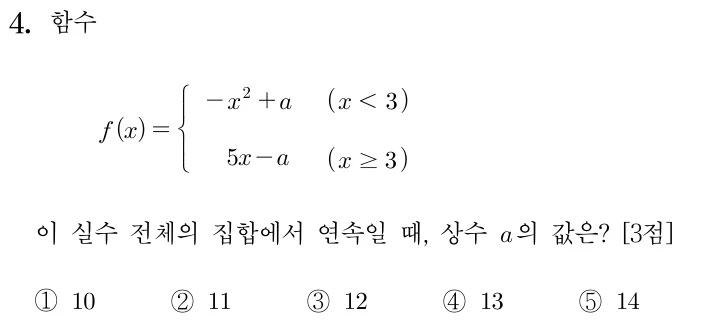 4. 함수
f(x) = { -x² + a (x < 3)
5x - a (x ≥ 3)
이 실수 전체의 집합에서 연속일 때, 상수 a의 값은? [3점]
① 10 ② 11 ③ 12 ④ 13 ⑤ 14